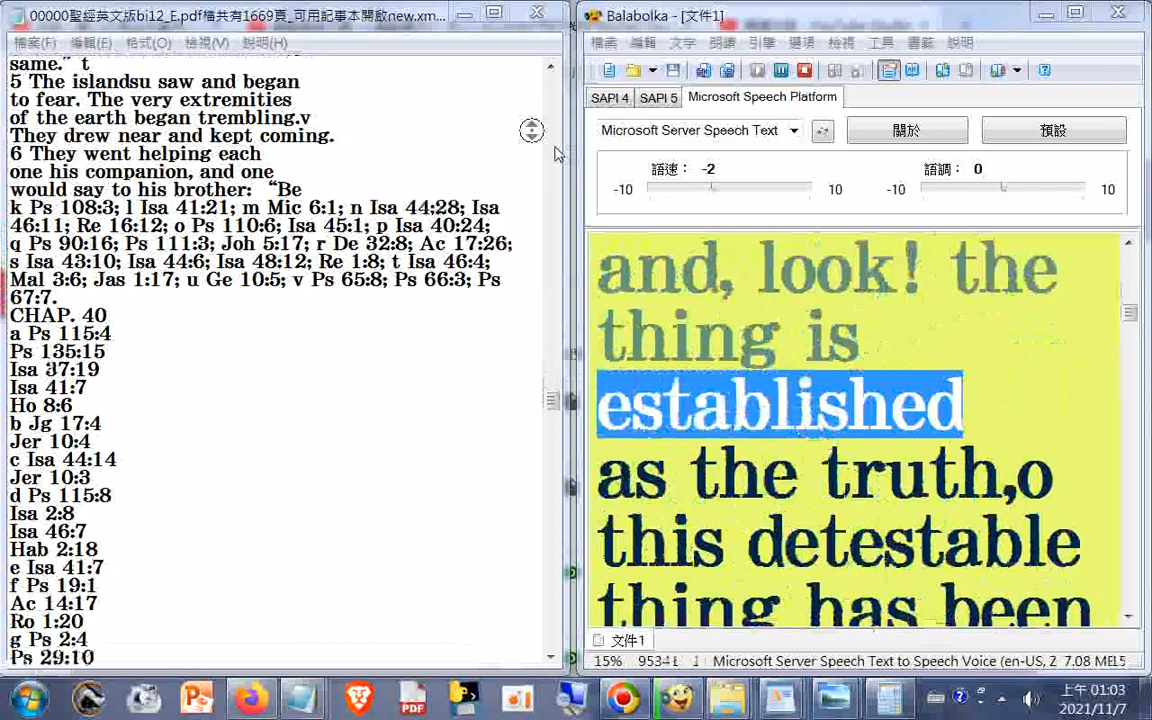 00000聖經英文版bi12_E.pdf檔共有1669頁_可用記事本開啟new.xm...
檔案(F) 編輯(E) 格式(O) 檢視(V) 說明(H)
same.” t
5 The islandsu saw and began
to fear. The very extremities
of the earth began trembling.v
They drew near and kept coming.
6 They went helping each
one his companion, and one
would say to his brother: “Be
k Ps 108:3; l Isa 41:21; m Mic 6:1; n Isa 44;28; Isa
46:11; Re 16:12; o Ps 110:6; Isa 45:1; p Isa 40:24;
q Ps 90:16; Ps 111:3; Joh 5:17; r De 32:8; Ac 17:26;
s Isa 43:10; Isa 44:6; Isa 48:12; Re 1:8; t Isa 46:4;
Mal 3:6; Jas 1:17; u Ge 10:5; v Ps 65:8; Ps 66:3; Ps
67:7.
CHAP. 40
a Ps 115:4
Ps 135:15
Isa 37:19
Isa 41:7
Ho 8:6
b Jg 17:4
Jer 10:4
c Isa 44:14
Jer 10:3
d Ps 115:8
Isa 2:8
Isa 46:7
Hab 2:18
e Isa 41:7
f Ps 19:1
Ac 14:17
Ro 1:20
g Ps 2:4
Ps 29:10
Balabolka - [文件1]
檔案 編輯 文字 朗讀 引擎 選項 檢視 工具 書籤 說明
SAPI 4 SAPI 5 Microsoft Speech Platform
Microsoft Server Speech Text 關於 預設
語速： -2 語調： 0
-10 10 -10 10
and, look! the
thing is
established
as the truth,o
this detestable
thing has been
文件1
15% Microsoft Server Speech Text to Speech Voice (en-US, 2 7.08 MB
PDF
上午 01:03
2021/11/7